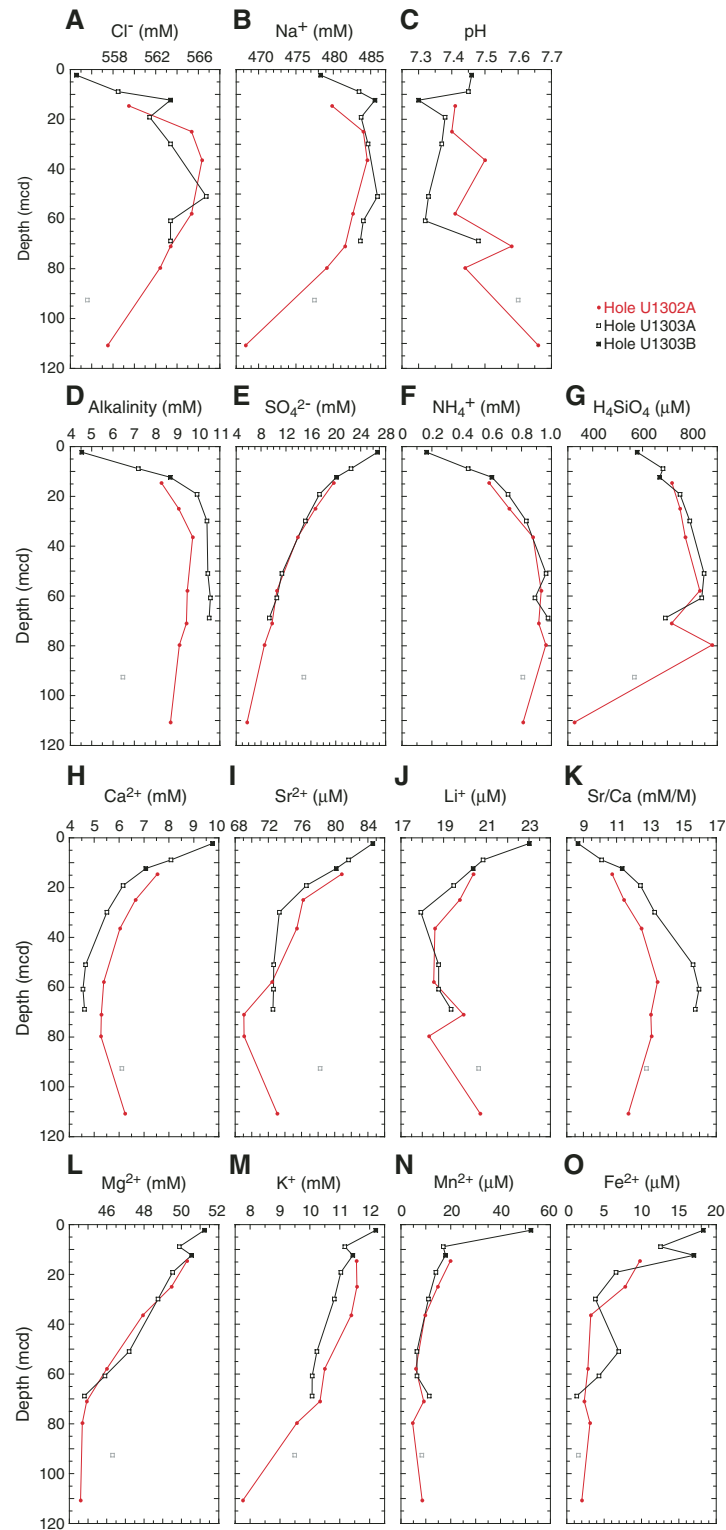 A B C
Cl⁻ (mM) Na⁺ (mM) pH
558 562 566 470 475 480 485 7.3 7.4 7.5 7.6 7.7
0
20
40
60
80
100
120
Depth (mcd)
Hole U1302A
Hole U1303A
Hole U1303B
D E F G
Alkalinity (mM) SO₄²⁻ (mM) NH₄⁺ (mM) H₄SiO₄ (μM)
4 5 6 7 8 9 10 11 4 8 12 16 20 24 28 0 0.2 0.4 0.6 0.8 1.0 400 600 800
0
20
40
60
80
100
120
Depth (mcd)
H I J K
Ca²⁺ (mM) Sr²⁺ (μM) Li⁺ (μM) Sr/Ca (mM/M)
4 5 6 7 8 9 10 68 72 76 80 84 17 19 21 23 9 11 13 15 17
0
20
40
60
80
100
120
Depth (mcd)
L M N O
Mg²⁺ (mM) K⁺ (mM) Mn²⁺ (μM) Fe²⁺ (μM)
46 48 50 52 8 9 10 11 12 0 20 40 60 0 5 10 15 20
0
20
40
60
80
100
120
Depth (mcd)